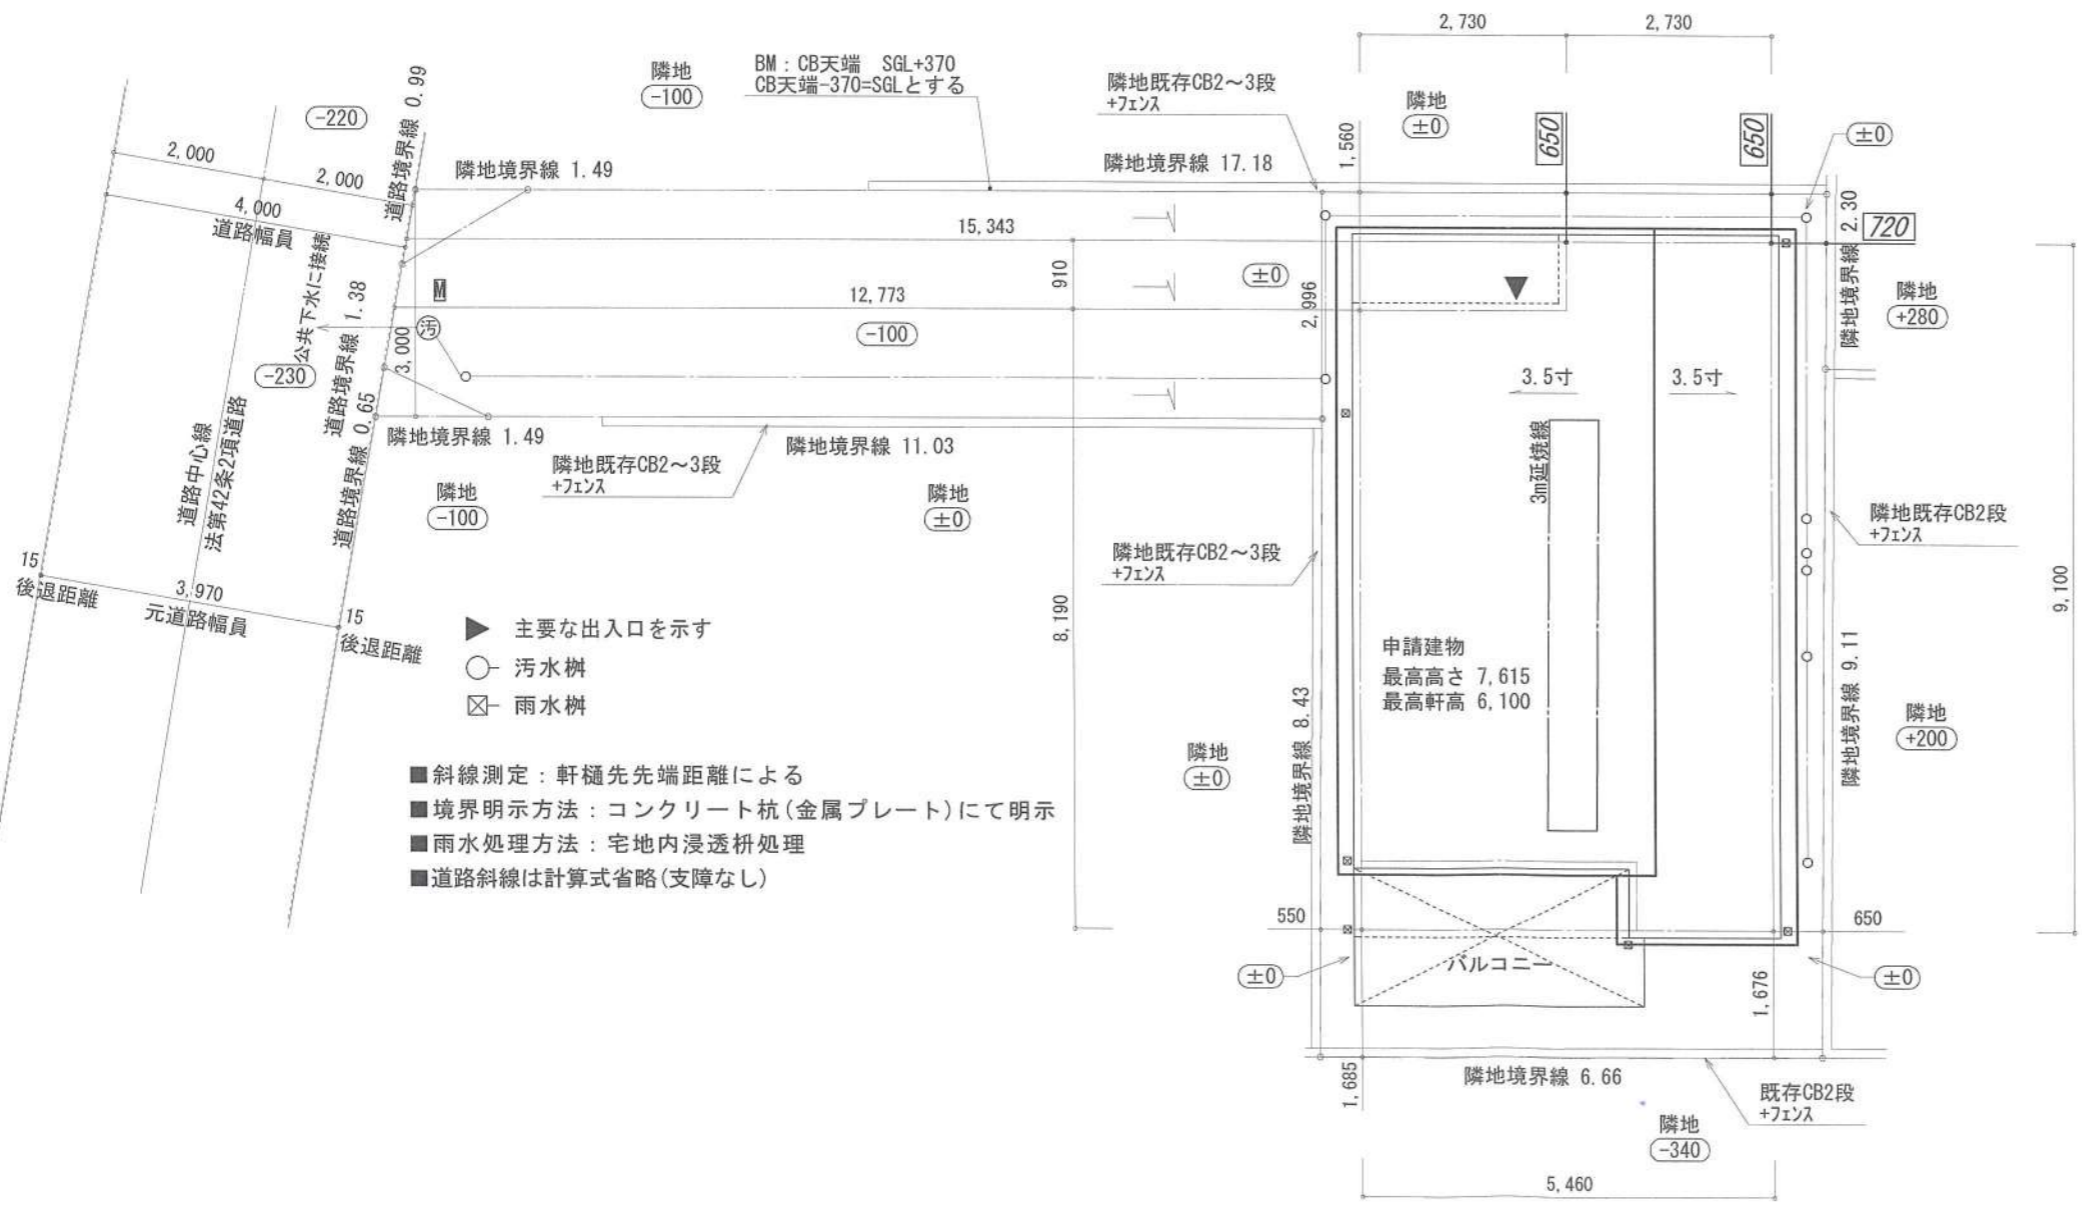 2,730
2,730
隣地
-100
BM：CB天端　SGL+370
CB天端-370=SGLとする
隣地既存CB2～3段
+フェンス
隣地
±0
1,560
650
650
±0
道路境界線 0.99
-220
2,000
2,000
4,000
道路幅員
隣地境界線 1.49
隣地境界線 17.18
隣地境界線 2.30
720
15,343
910
12,773
-100
±0
2,996
隣地
+280
公共下水に接続
M
汚
3,000
道路境界線 1.38
-230
道路境界線 0.65
隣地境界線 1.49
隣地境界線 11.03
隣地既存CB2～3段
+フェンス
隣地
-100
隣地
±0
3.5寸
3.5寸
3m延焼線
隣地既存CB2段
+フェンス
隣地既存CB2～3段
+フェンス
道路中心線
法第42条2項道路
15
後退距離
3,970
元道路幅員
15
後退距離
8,190
9,100
主要な出入口を示す
汚水桝
雨水桝
申請建物
最高高さ 7,615
最高軒高 6,100
隣地境界線 8.43
隣地境界線 9.11
隣地
±0
隣地
+200
■斜線測定：軒樋先先端距離による
■境界明示方法：コンクリート杭(金属プレート)にて明示
■雨水処理方法：宅地内浸透枡処理
■道路斜線は計算式省略(支障なし)
550
650
±0
バルコニー
±0
1,676
1,685
隣地境界線 6.66
既存CB2段
+フェンス
隣地
-340
5,460